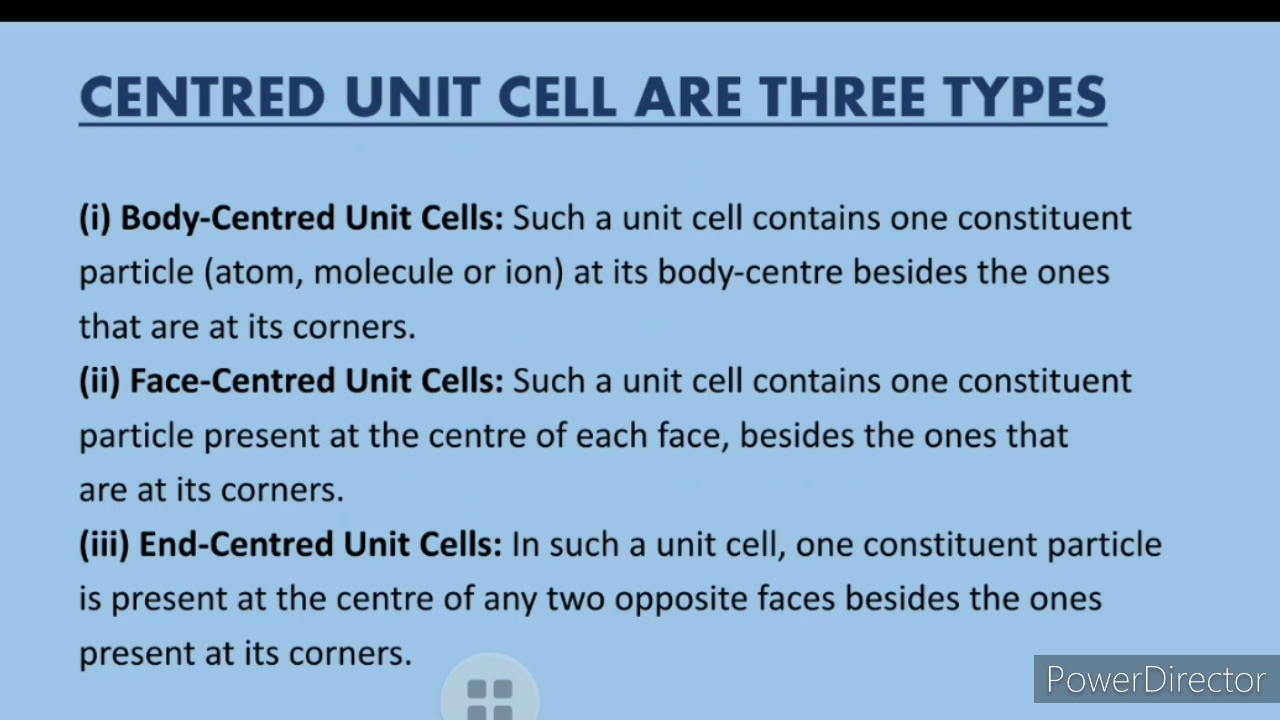 CENTRED UNIT CELL ARE THREE TYPES
(i) Body-Centred Unit Cells: Such a unit cell contains one constituent
particle (atom, molecule or ion) at its body-centre besides the ones
that are at its corners.
(ii) Face-Centred Unit Cells: Such a unit cell contains one constituent
particle present at the centre of each face, besides the ones that
are at its corners.
(iii) End-Centred Unit Cells: In such a unit cell, one constituent particle
is present at the centre of any two opposite faces besides the ones
present at its corners.
PowerDirector